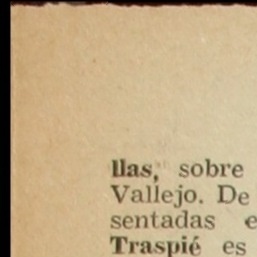 llas, sobre
Vallejo. De
sentadas e
Traspié es